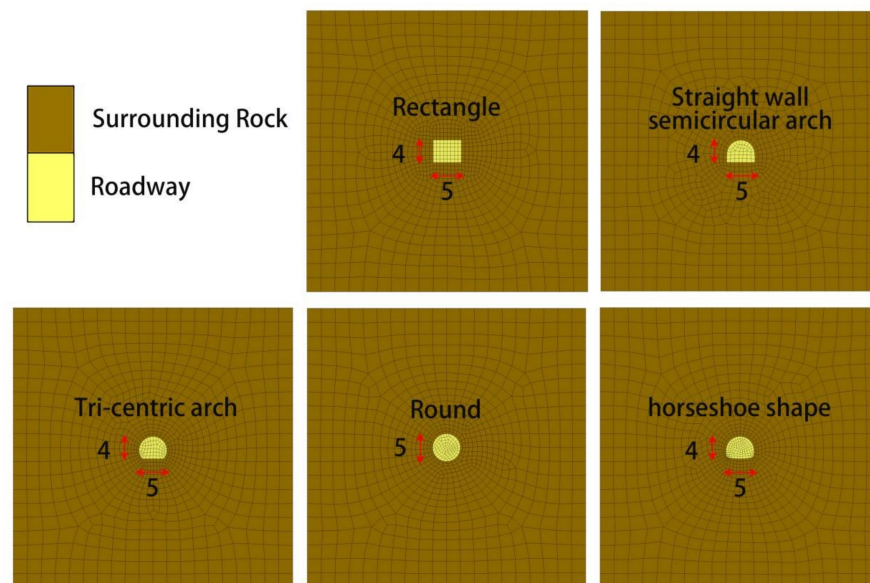 Surrounding Rock
Roadway
Rectangle
4
5
Straight wall
semicircular arch
4
5
Tri-centric arch
4
5
Round
5
horseshoe shape
4
5